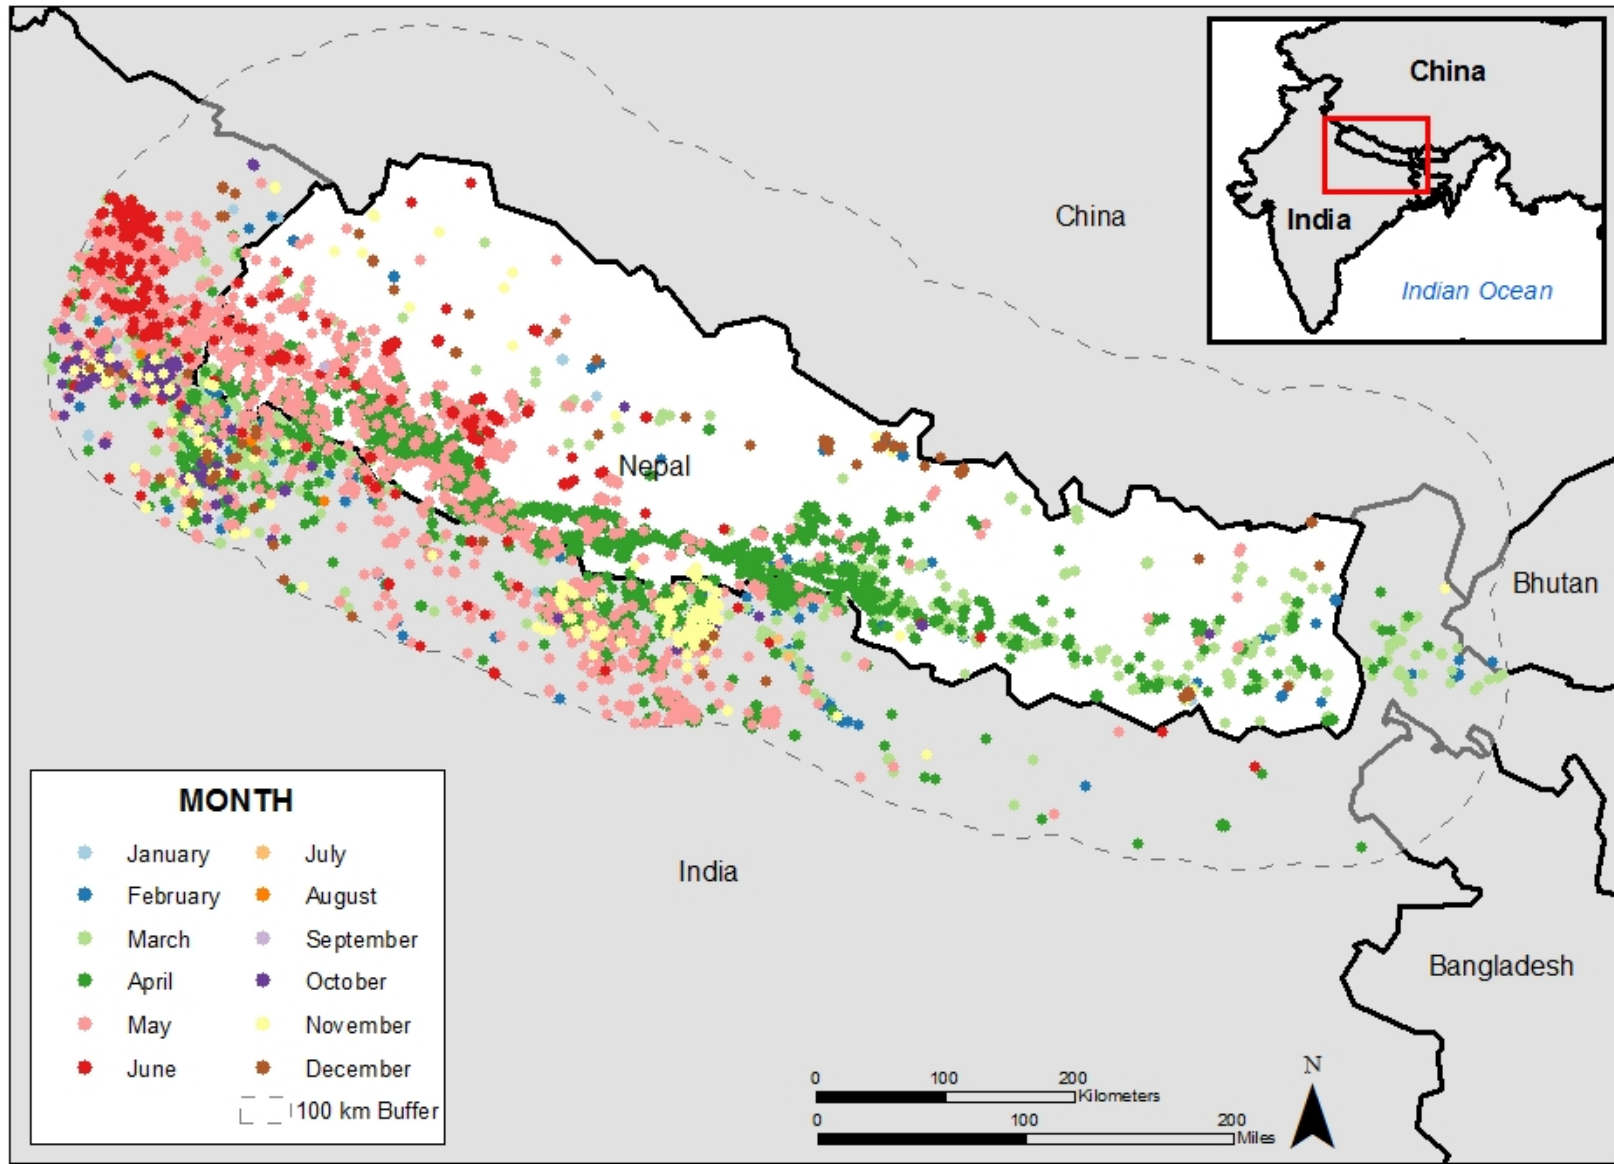 China
India
Indian Ocean
China
Nepal
Bhutan
India
Bangladesh
MONTH
January
February
March
April
May
June
July
August
September
October
November
December
100 km Buffer
0 100 200
Kilometers
0 100 200
Miles
N